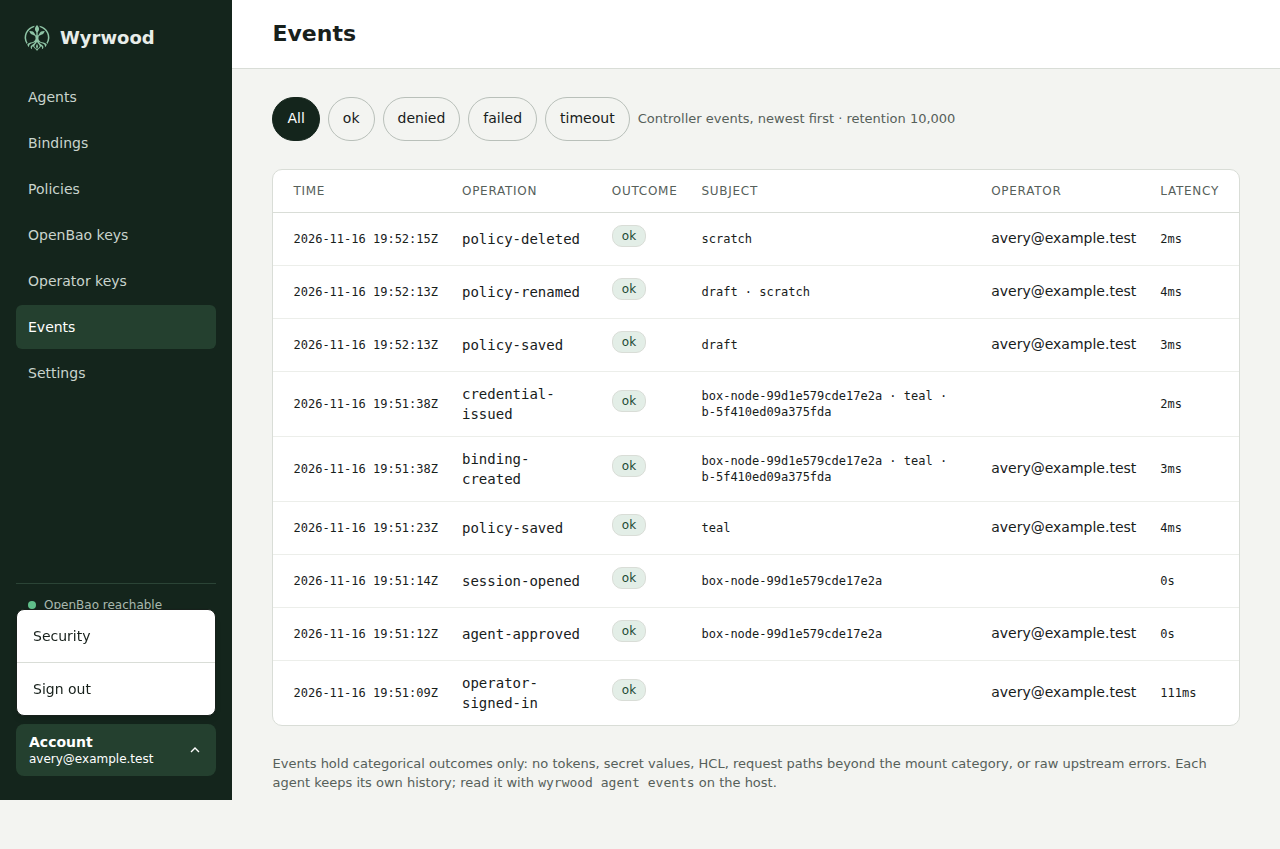 Wyrwood
Agents
Bindings
Policies
OpenBao keys
Operator keys
Events
Settings
OpenBao reachable
Security
Sign out
Account
avery@example.test
Events
All ok denied failed timeout Controller events, newest first · retention 10,000
TIME OPERATION OUTCOME SUBJECT OPERATOR LATENCY
2026-11-16 19:52:15Z policy-deleted ok scratch avery@example.test 2ms
2026-11-16 19:52:13Z policy-renamed ok draft · scratch avery@example.test 4ms
2026-11-16 19:52:13Z policy-saved ok draft avery@example.test 3ms
2026-11-16 19:51:38Z credential-issued ok box-node-99d1e579cde17e2a · teal · b-5f410ed09a375fda 2ms
2026-11-16 19:51:38Z binding-created ok box-node-99d1e579cde17e2a · teal · b-5f410ed09a375fda avery@example.test 3ms
2026-11-16 19:51:23Z policy-saved ok teal avery@example.test 4ms
2026-11-16 19:51:14Z session-opened ok box-node-99d1e579cde17e2a 0s
2026-11-16 19:51:12Z agent-approved ok box-node-99d1e579cde17e2a avery@example.test 0s
2026-11-16 19:51:09Z operator-signed-in ok avery@example.test 111ms
Events hold categorical outcomes only: no tokens, secret values, HCL, request paths beyond the mount category, or raw upstream errors. Each
agent keeps its own history; read it with wyrwood agent events on the host.